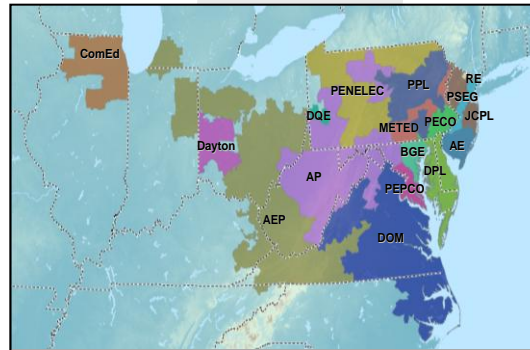 ComEd
RE
PPL
PENELEC
PSEG
DQE
PECO
JCPL
METED
Dayton
AE
BGE
AP
DPL
PEPCO
AEP
DOM